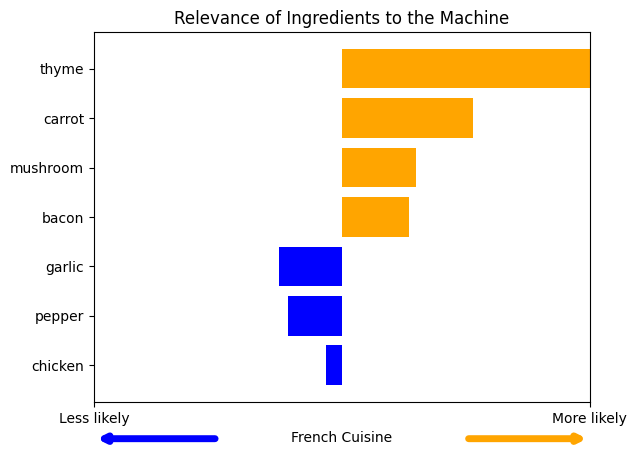 Relevance of Ingredients to the Machine
thyme
carrot
mushroom
bacon
garlic
pepper
chicken
Less likely
More likely
French Cuisine